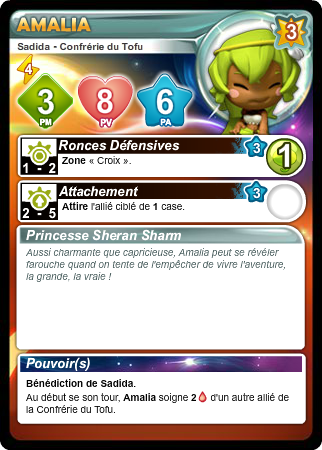 AMALIA
3
Sadida - Confrérie du Tofu
4
3
PM
8
PV
6
PA
Ronces Défensives
3
1
1 - 2
Zone « Croix ».
Attachement
3
2 - 5
Attire l'allié ciblé de 1 case.
Princesse Sheran Sharm
Aussi charmante que capricieuse, Amalia peut se révéler
farouche quand on tente de l'empêcher de vivre l'aventure,
la grande, la vraie !
Pouvoir(s)
Bénédiction de Sadida.
Au début se son tour, Amalia soigne 2 d'un autre allié de
la Confrérie du Tofu.